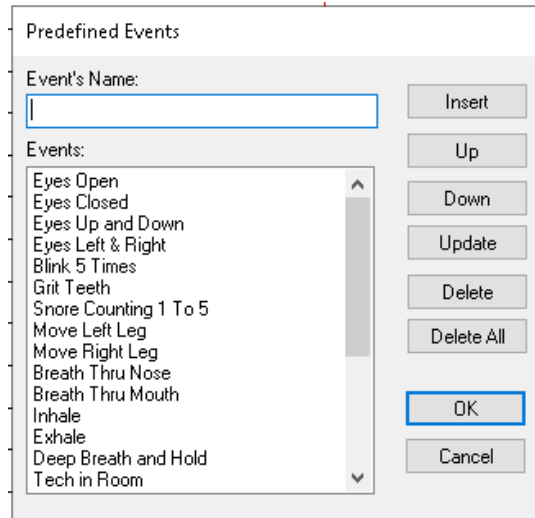 Predefined Events
Event's Name:
Insert
Up
Events:
Eyes Open
Eyes Closed
Down
Eyes Up and Down
Eyes Left & Right
Update
Blink 5 Times
Grit Teeth
Delete
Snore Counting 1 To 5
Move Left Leg
Delete All
Move Right Leg
Breath Thru Nose
Breath Thru Mouth
OK
Inhale
Exhale
Deep Breath and Hold
Cancel
Tech in Room